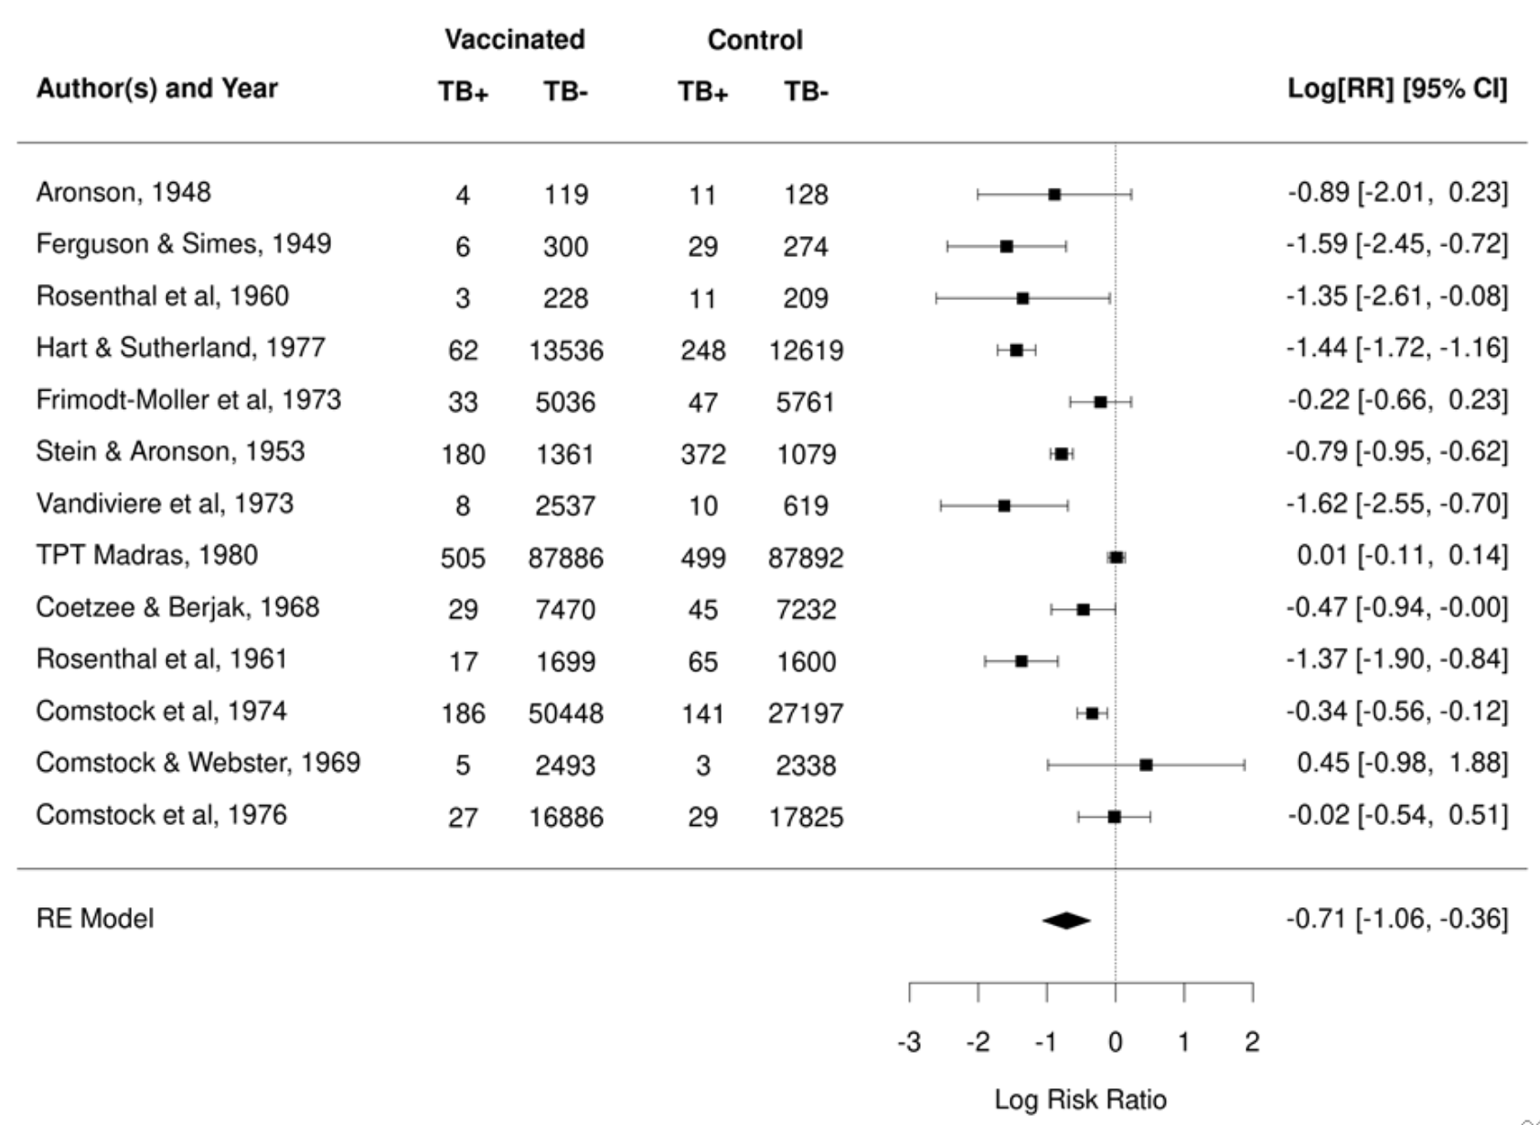 Vaccinated Control
Author(s) and Year TB+ TB- TB+ TB- Log[RR] [95% CI]
Aronson, 1948 4 119 11 128 -0.89 [-2.01, 0.23]
Ferguson & Simes, 1949 6 300 29 274 -1.59 [-2.45, -0.72]
Rosenthal et al, 1960 3 228 11 209 -1.35 [-2.61, -0.08]
Hart & Sutherland, 1977 62 13536 248 12619 -1.44 [-1.72, -1.16]
Frimodt-Moller et al, 1973 33 5036 47 5761 -0.22 [-0.66, 0.23]
Stein & Aronson, 1953 180 1361 372 1079 -0.79 [-0.95, -0.62]
Vandiviere et al, 1973 8 2537 10 619 -1.62 [-2.55, -0.70]
TPT Madras, 1980 505 87886 499 87892 0.01 [-0.11, 0.14]
Coetzee & Berjak, 1968 29 7470 45 7232 -0.47 [-0.94, -0.00]
Rosenthal et al, 1961 17 1699 65 1600 -1.37 [-1.90, -0.84]
Comstock et al, 1974 186 50448 141 27197 -0.34 [-0.56, -0.12]
Comstock & Webster, 1969 5 2493 3 2338 0.45 [-0.98, 1.88]
Comstock et al, 1976 27 16886 29 17825 -0.02 [-0.54, 0.51]
RE Model -0.71 [-1.06, -0.36]
-3 -2 -1 0 1 2
Log Risk Ratio